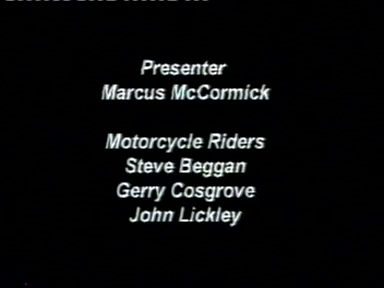 Presenter
Marcus McCormick
Motorcycle Riders
Steve Beggan
Gerry Cosgrove
John Lickley